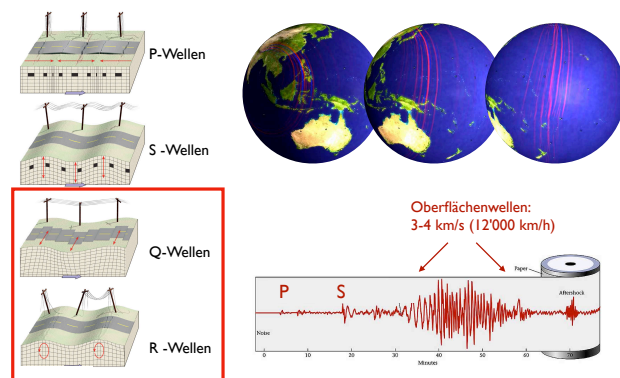 P-Wellen
S -Wellen
Q-Wellen
R -Wellen
Oberflächenwellen:
3-4 km/s (12'000 km/h)
Paper
P
S
Aftershock
Noise
0 10 20 30 40 50 60 70
Minutes